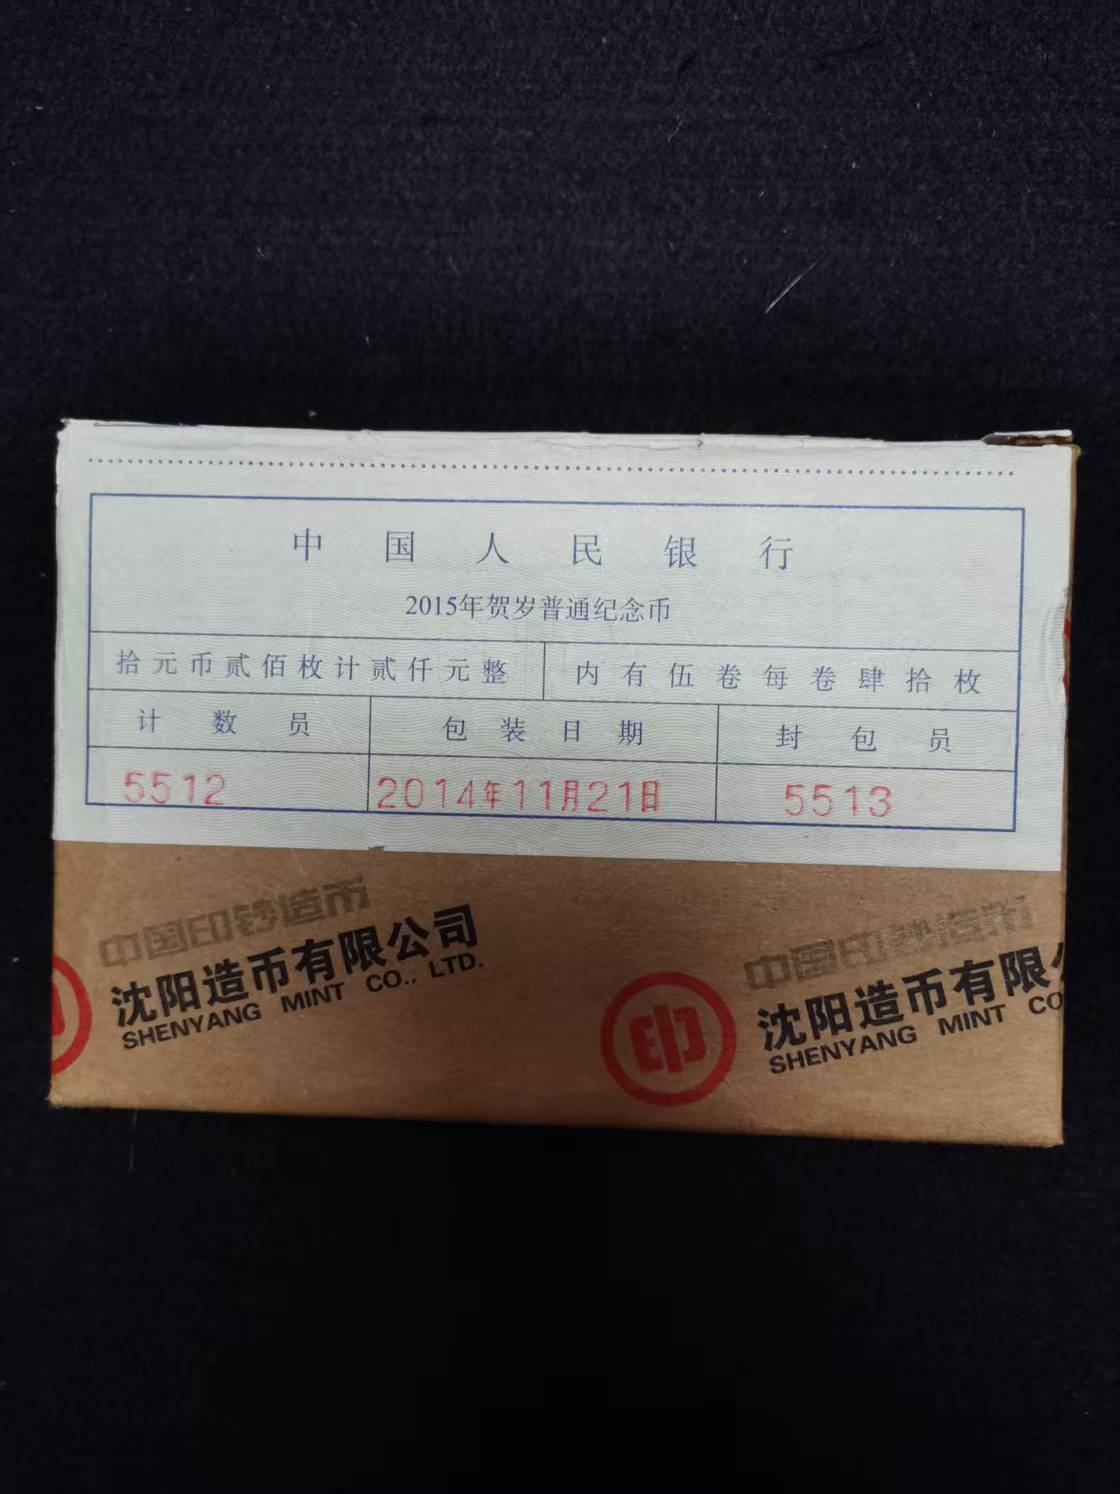 中国人民银行
2015年贺岁普通纪念币
拾元币贰佰枚计贰仟元整 内有伍卷每卷肆拾枚
计数员 包装日期 封包员
5512 2014年11月21日 5513
中国印钞造币
沈阳造币有限公司
SHENYANG MINT CO., LTD.
中国印钞造币
沈阳造币有限公
SHENYANG MINT CO